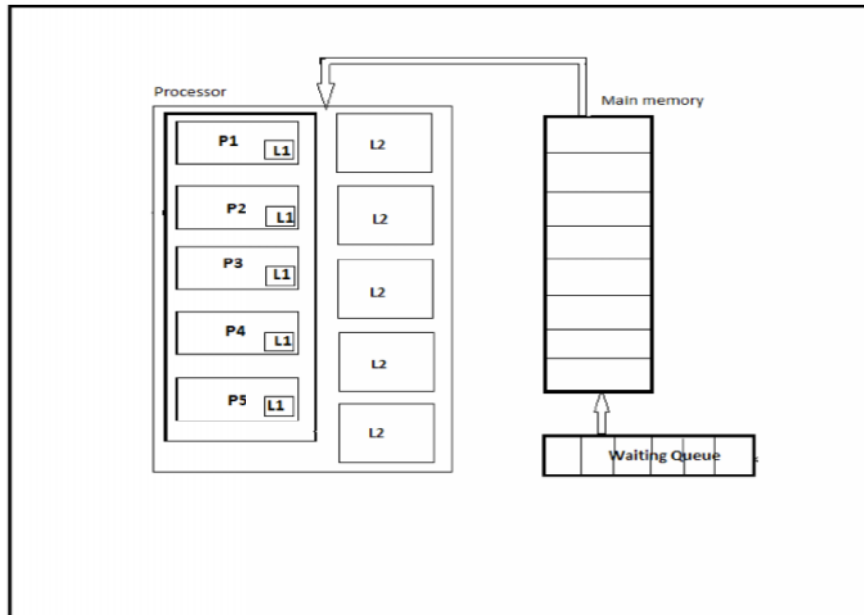 Processor
Main memory
P1
L1
L2
P2
L1
L2
P3
L1
L2
P4
L1
L2
P5
L1
L2
Waiting Queue